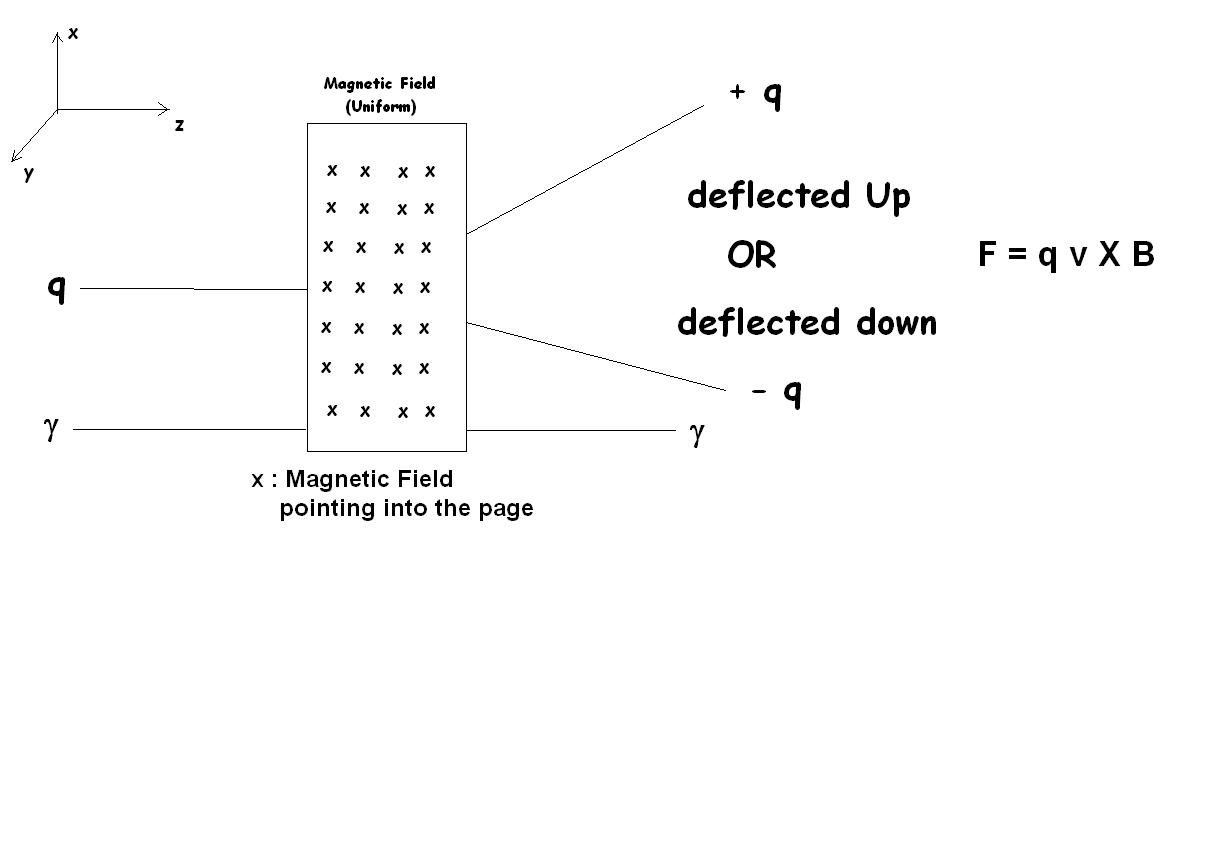 x
z
y
Magnetic Field
(Uniform)
x x x x
x x x x
x x x x
x x x x
x x x x
x x x x
x x x x
+ q
deflected Up
OR
F = q v X B
deflected down
- q
q
γ
γ
x : Magnetic Field
pointing into the page